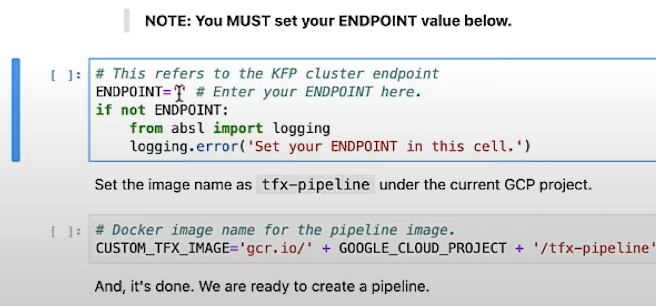 NOTE: You MUST set your ENDPOINT value below.
[ ]: # This refers to the KFP cluster endpoint
ENDPOINT='' # Enter your ENDPOINT here.
if not ENDPOINT:
    from absl import logging
    logging.error('Set your ENDPOINT in this cell.')
Set the image name as tfx-pipeline under the current GCP project.
[ ]: # Docker image name for the pipeline image.
CUSTOM_TFX_IMAGE='gcr.io/' + GOOGLE_CLOUD_PROJECT + '/tfx-pipeline'
And, it's done. We are ready to create a pipeline.